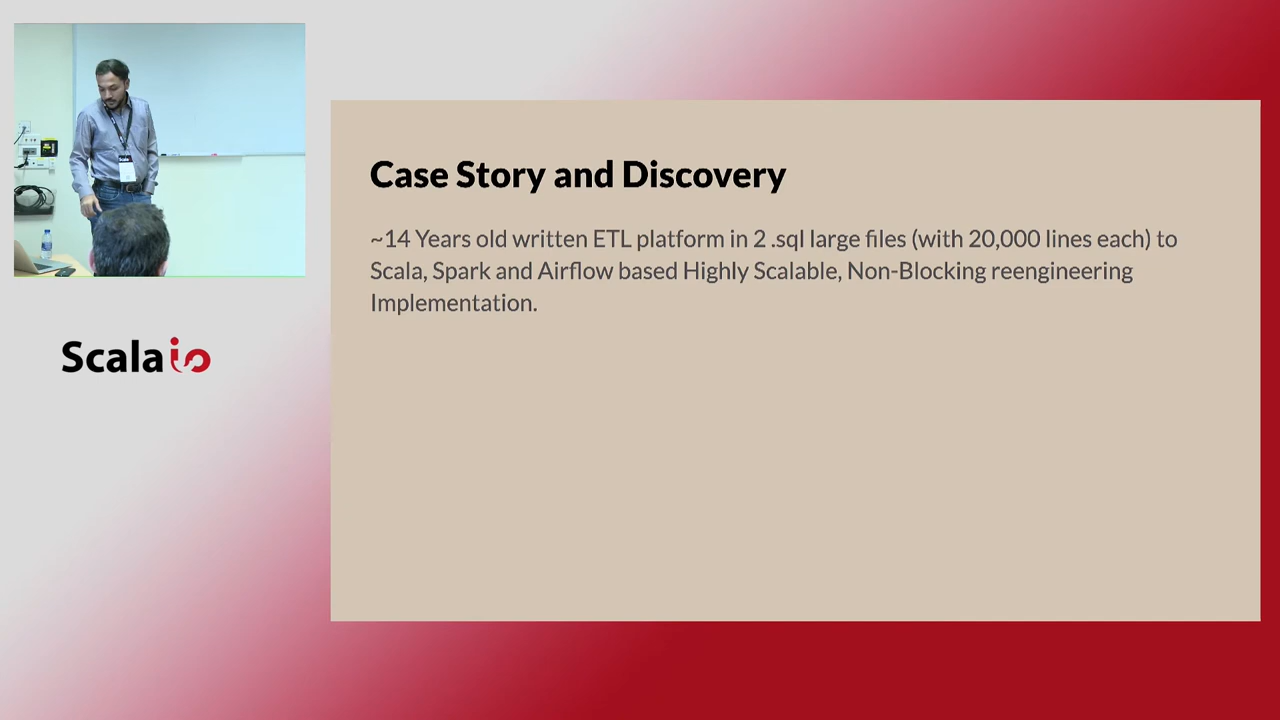 Case Story and Discovery
~14 Years old written ETL platform in 2 .sql large files (with 20,000 lines each) to
Scala, Spark and Airflow based Highly Scalable, Non-Blocking reengineering
Implementation.
Scala io